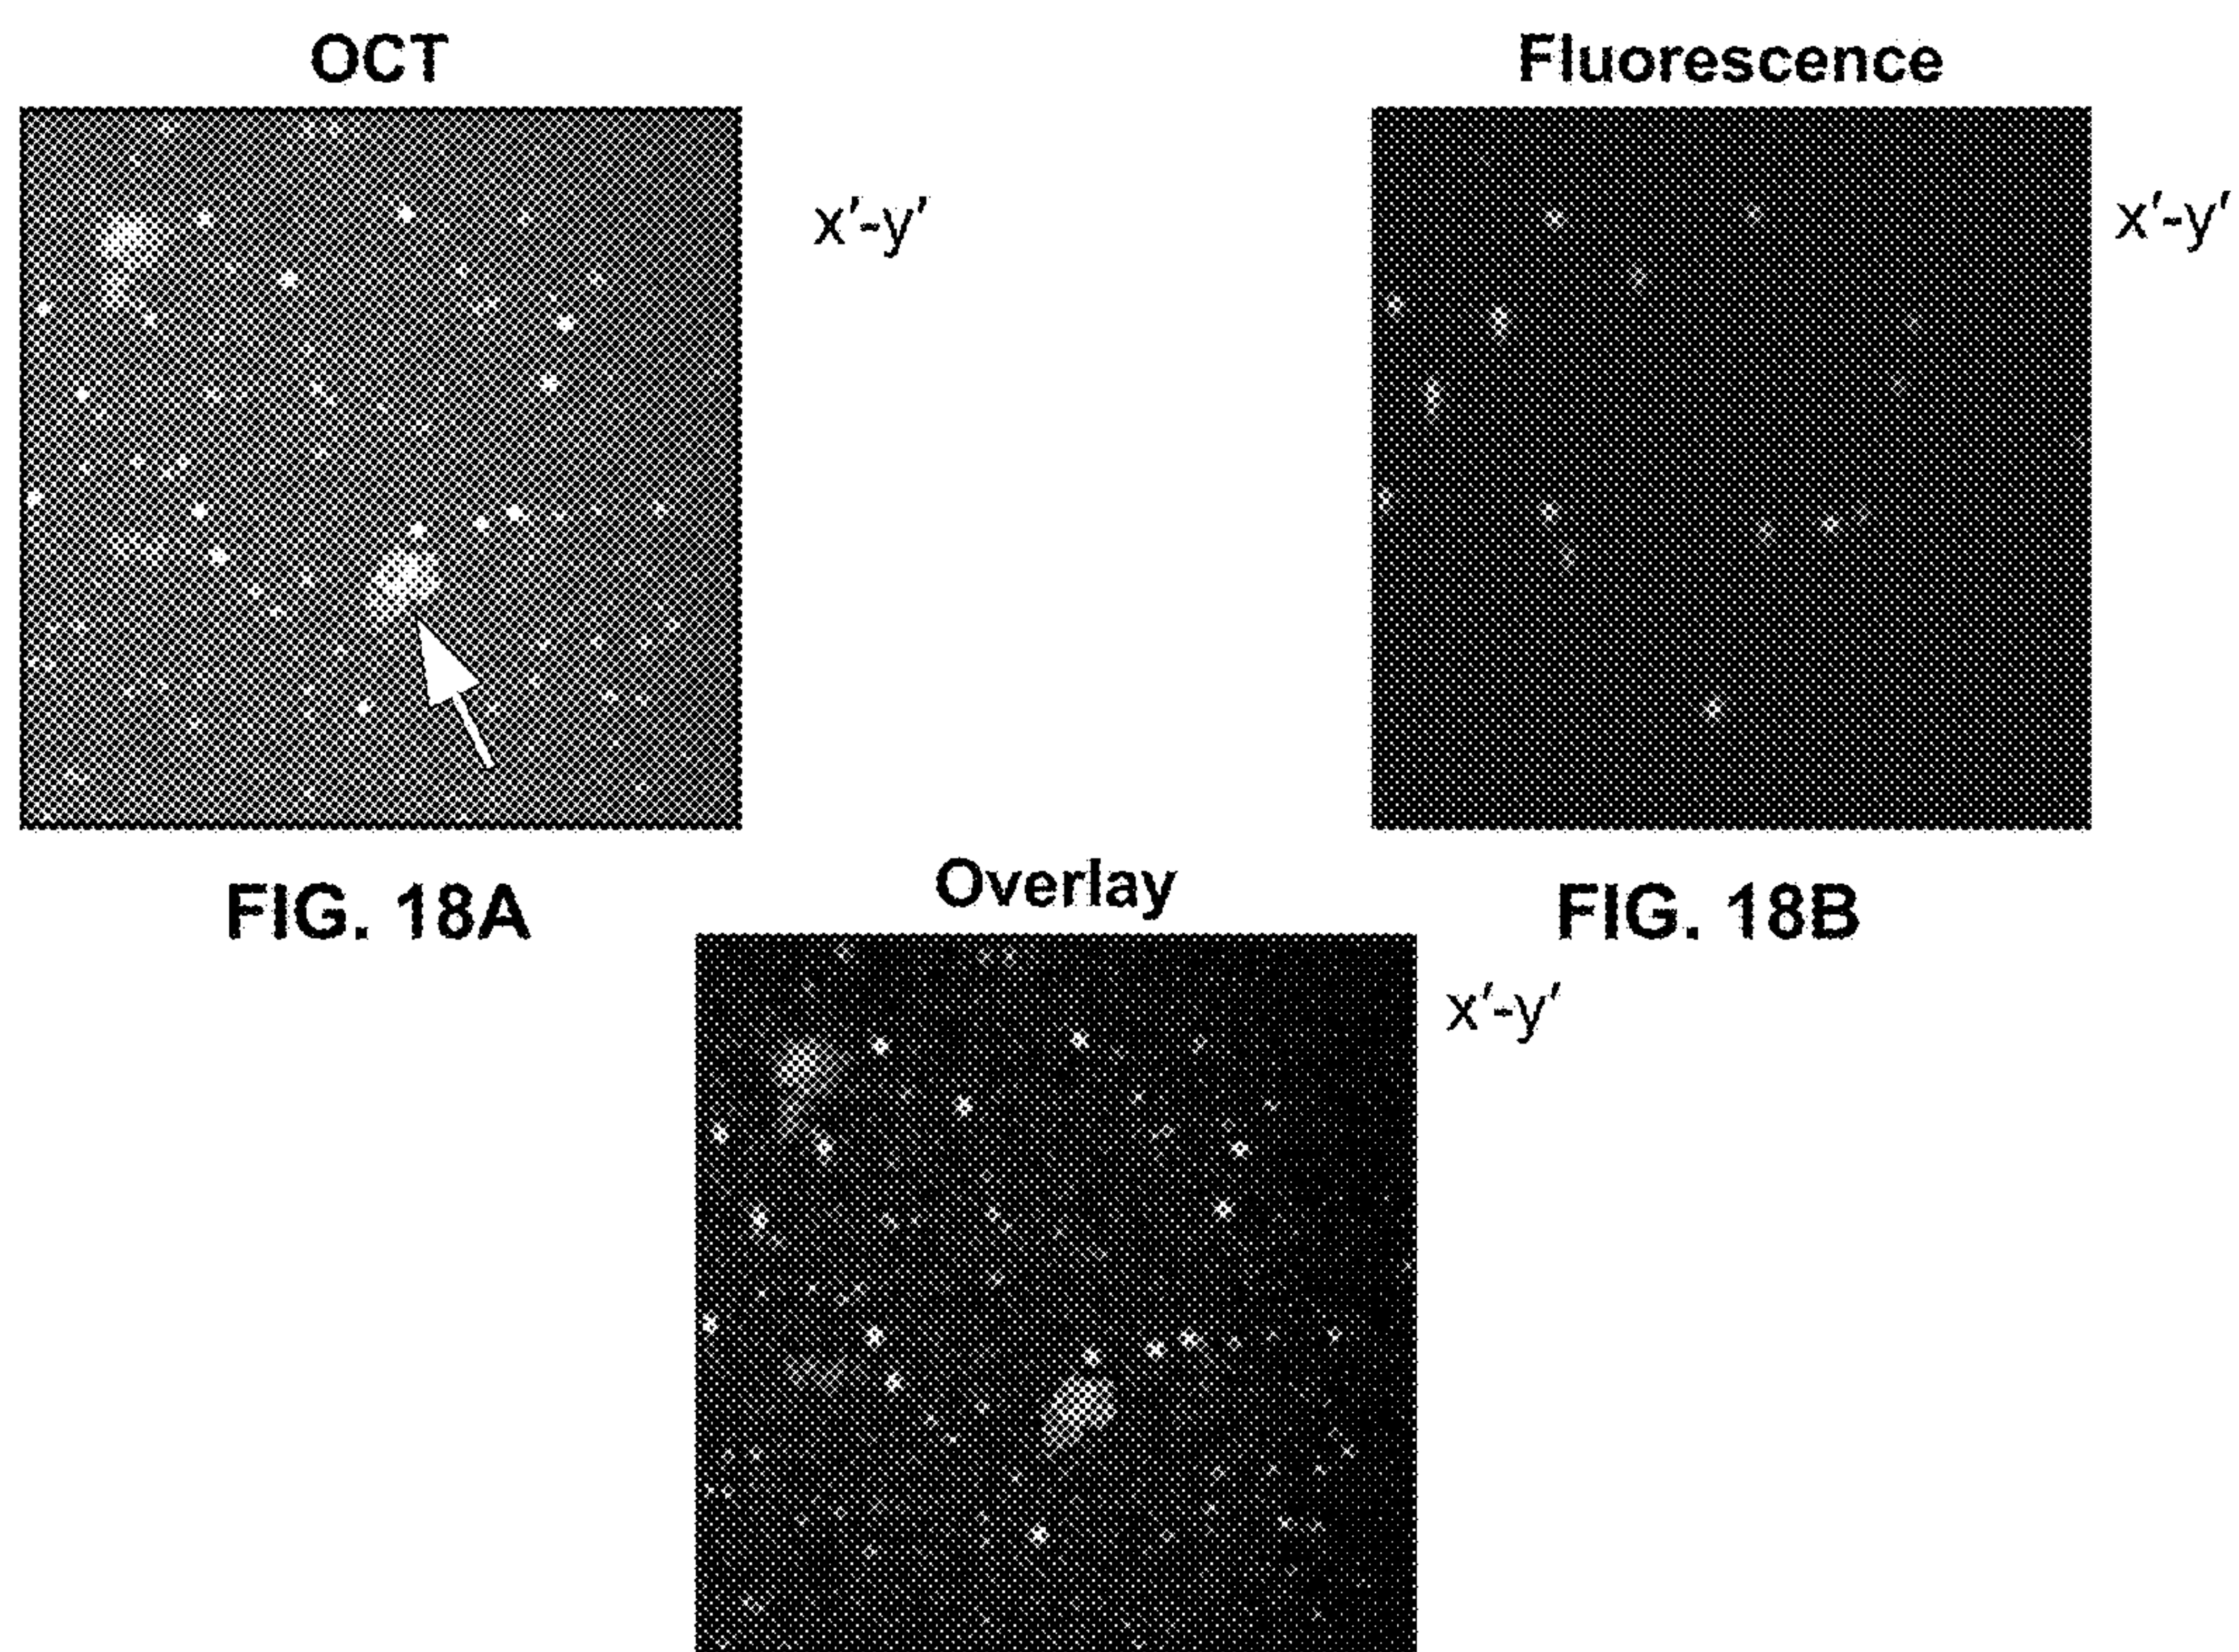 OCT
Fluorescence
x′-y′
x′-y′
FIG. 18A
Overlay
FIG. 18B
x′-y′